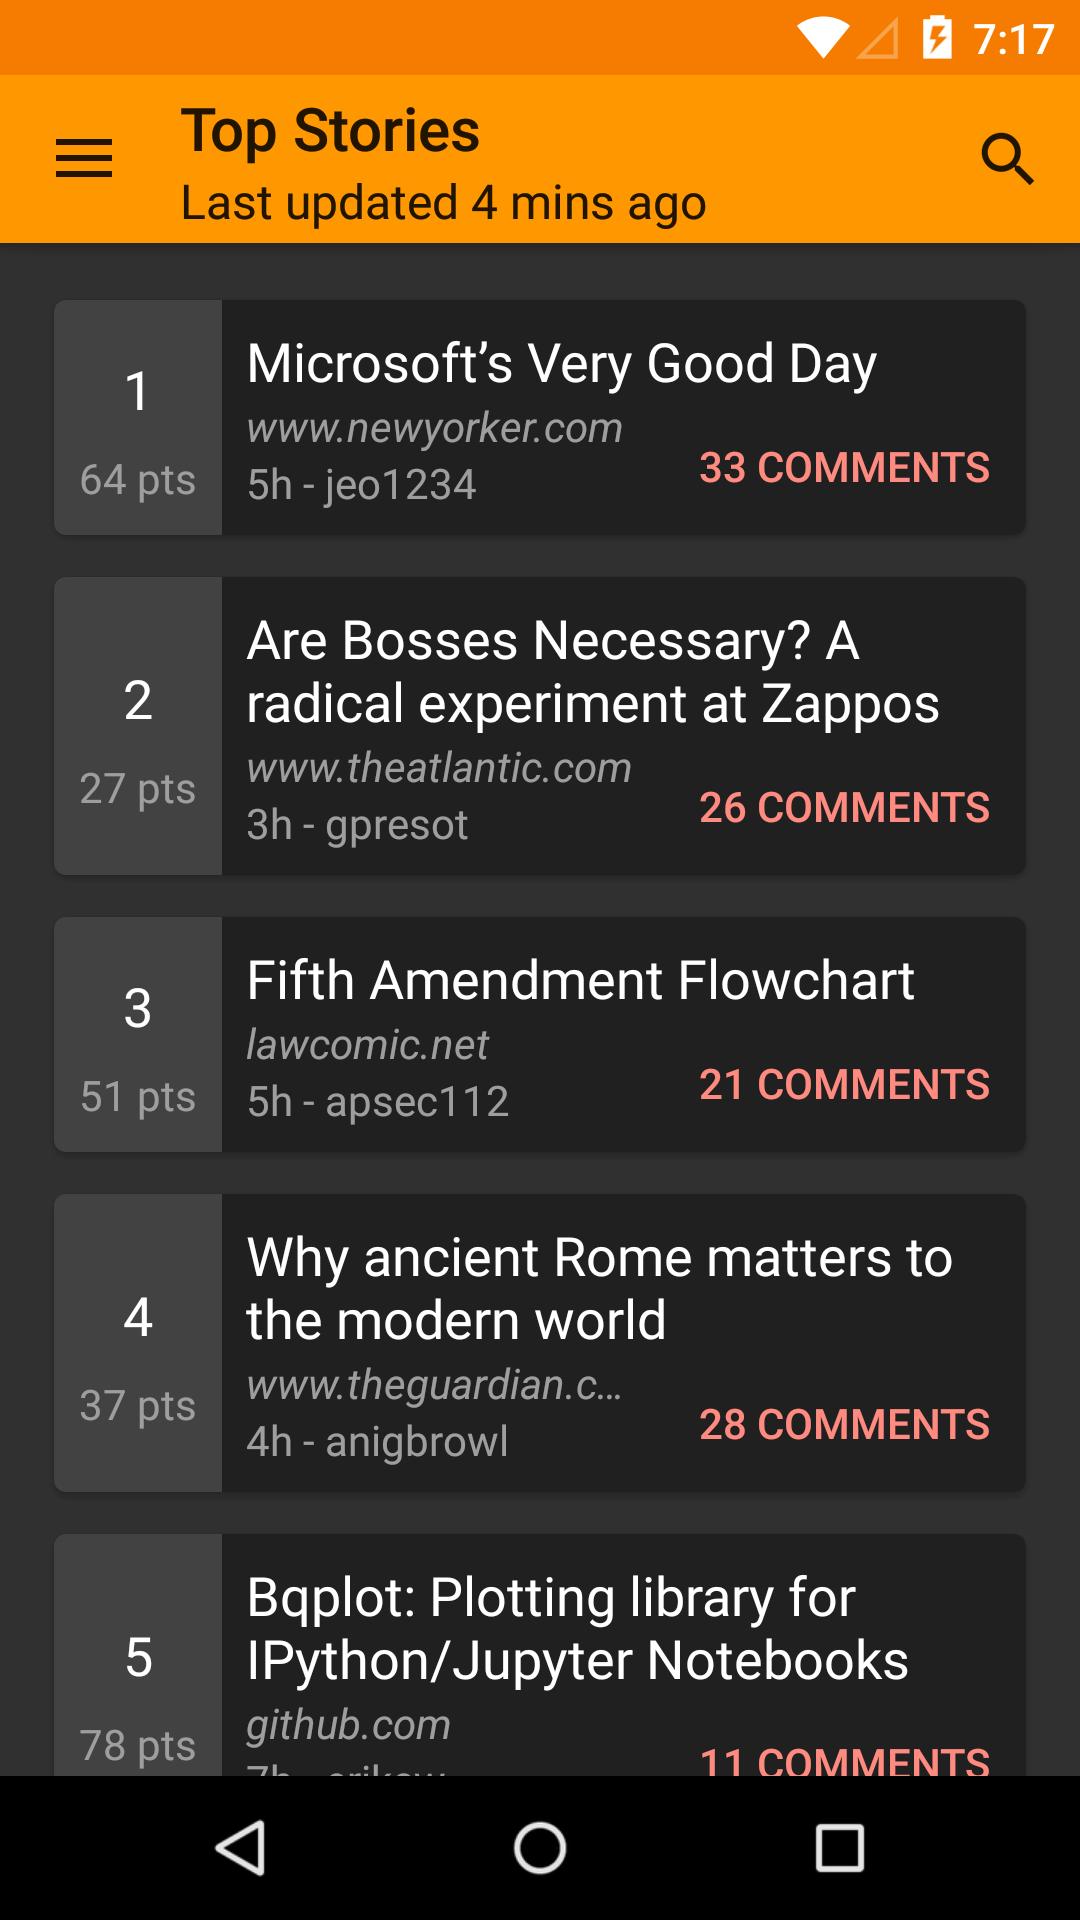 7:17
Top Stories
Last updated 4 mins ago
1
64 pts
Microsoft’s Very Good Day
www.newyorker.com
5h - jeo1234
33 COMMENTS
2
27 pts
Are Bosses Necessary? A
radical experiment at Zappos
www.theatlantic.com
3h - gpresot
26 COMMENTS
3
51 pts
Fifth Amendment Flowchart
lawcomic.net
5h - apsec112
21 COMMENTS
4
37 pts
Why ancient Rome matters to
the modern world
www.theguardian.c...
4h - anigbrowl
28 COMMENTS
5
78 pts
Bqplot: Plotting library for
IPython/Jupyter Notebooks
github.com
7h -
11 COMMENTS